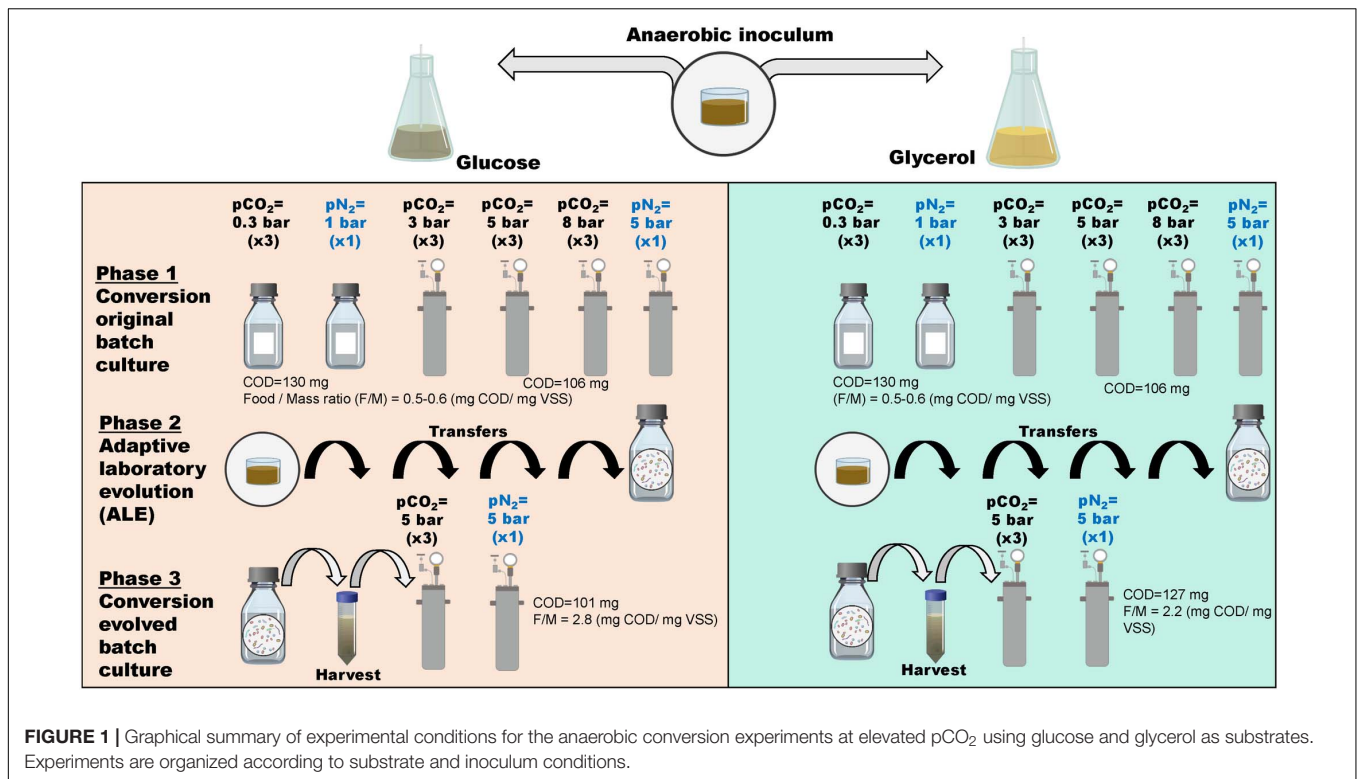 Anaerobic inoculum
Glucose
Glycerol
pCO₂=
0.3 bar
(x3)
pN₂=
1 bar
(x1)
pCO₂=
3 bar
(x3)
pCO₂=
5 bar
(x3)
pCO₂=
8 bar
(x3)
pN₂=
5 bar
(x1)
Phase 1
Conversion
original
batch
culture
COD=130 mg
Food / Mass ratio (F/M) = 0.5-0.6 (mg COD/ mg VSS)
COD=106 mg
Phase 2
Adaptive
laboratory
evolution
(ALE)
Transfers
pCO₂=
5 bar
(x3)
pN₂=
5 bar
(x1)
Phase 3
Conversion
evolved
batch
culture
Harvest
COD=101 mg
F/M = 2.8 (mg COD/ mg VSS)
pCO₂=
0.3 bar
(x3)
pN₂=
1 bar
(x1)
pCO₂=
3 bar
(x3)
pCO₂=
5 bar
(x3)
pCO₂=
8 bar
(x3)
pN₂=
5 bar
(x1)
COD=130 mg
(F/M) = 0.5-0.6 (mg COD/ mg VSS)
COD=106 mg
Transfers
pCO₂=
5 bar
(x3)
pN₂=
5 bar
(x1)
Harvest
COD=127 mg
F/M = 2.2 (mg COD/ mg
VSS)
FIGURE 1 | Graphical summary of experimental conditions for the anaerobic conversion experiments at elevated pCO₂ using glucose and glycerol as substrates.
Experiments are organized according to substrate and inoculum conditions.